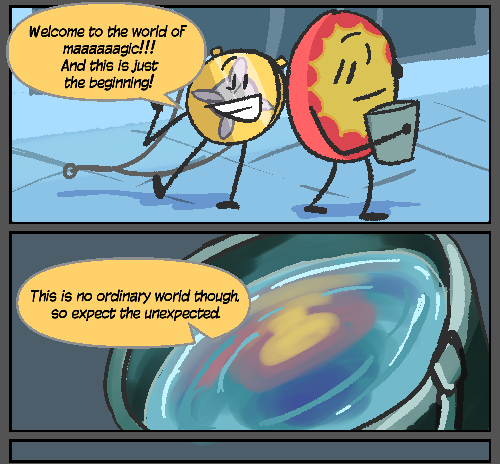 Welcome to the world of
maaaaaagic!!!
And this is just
the beginning!
This is no ordinary world though,
so expect the unexpected.